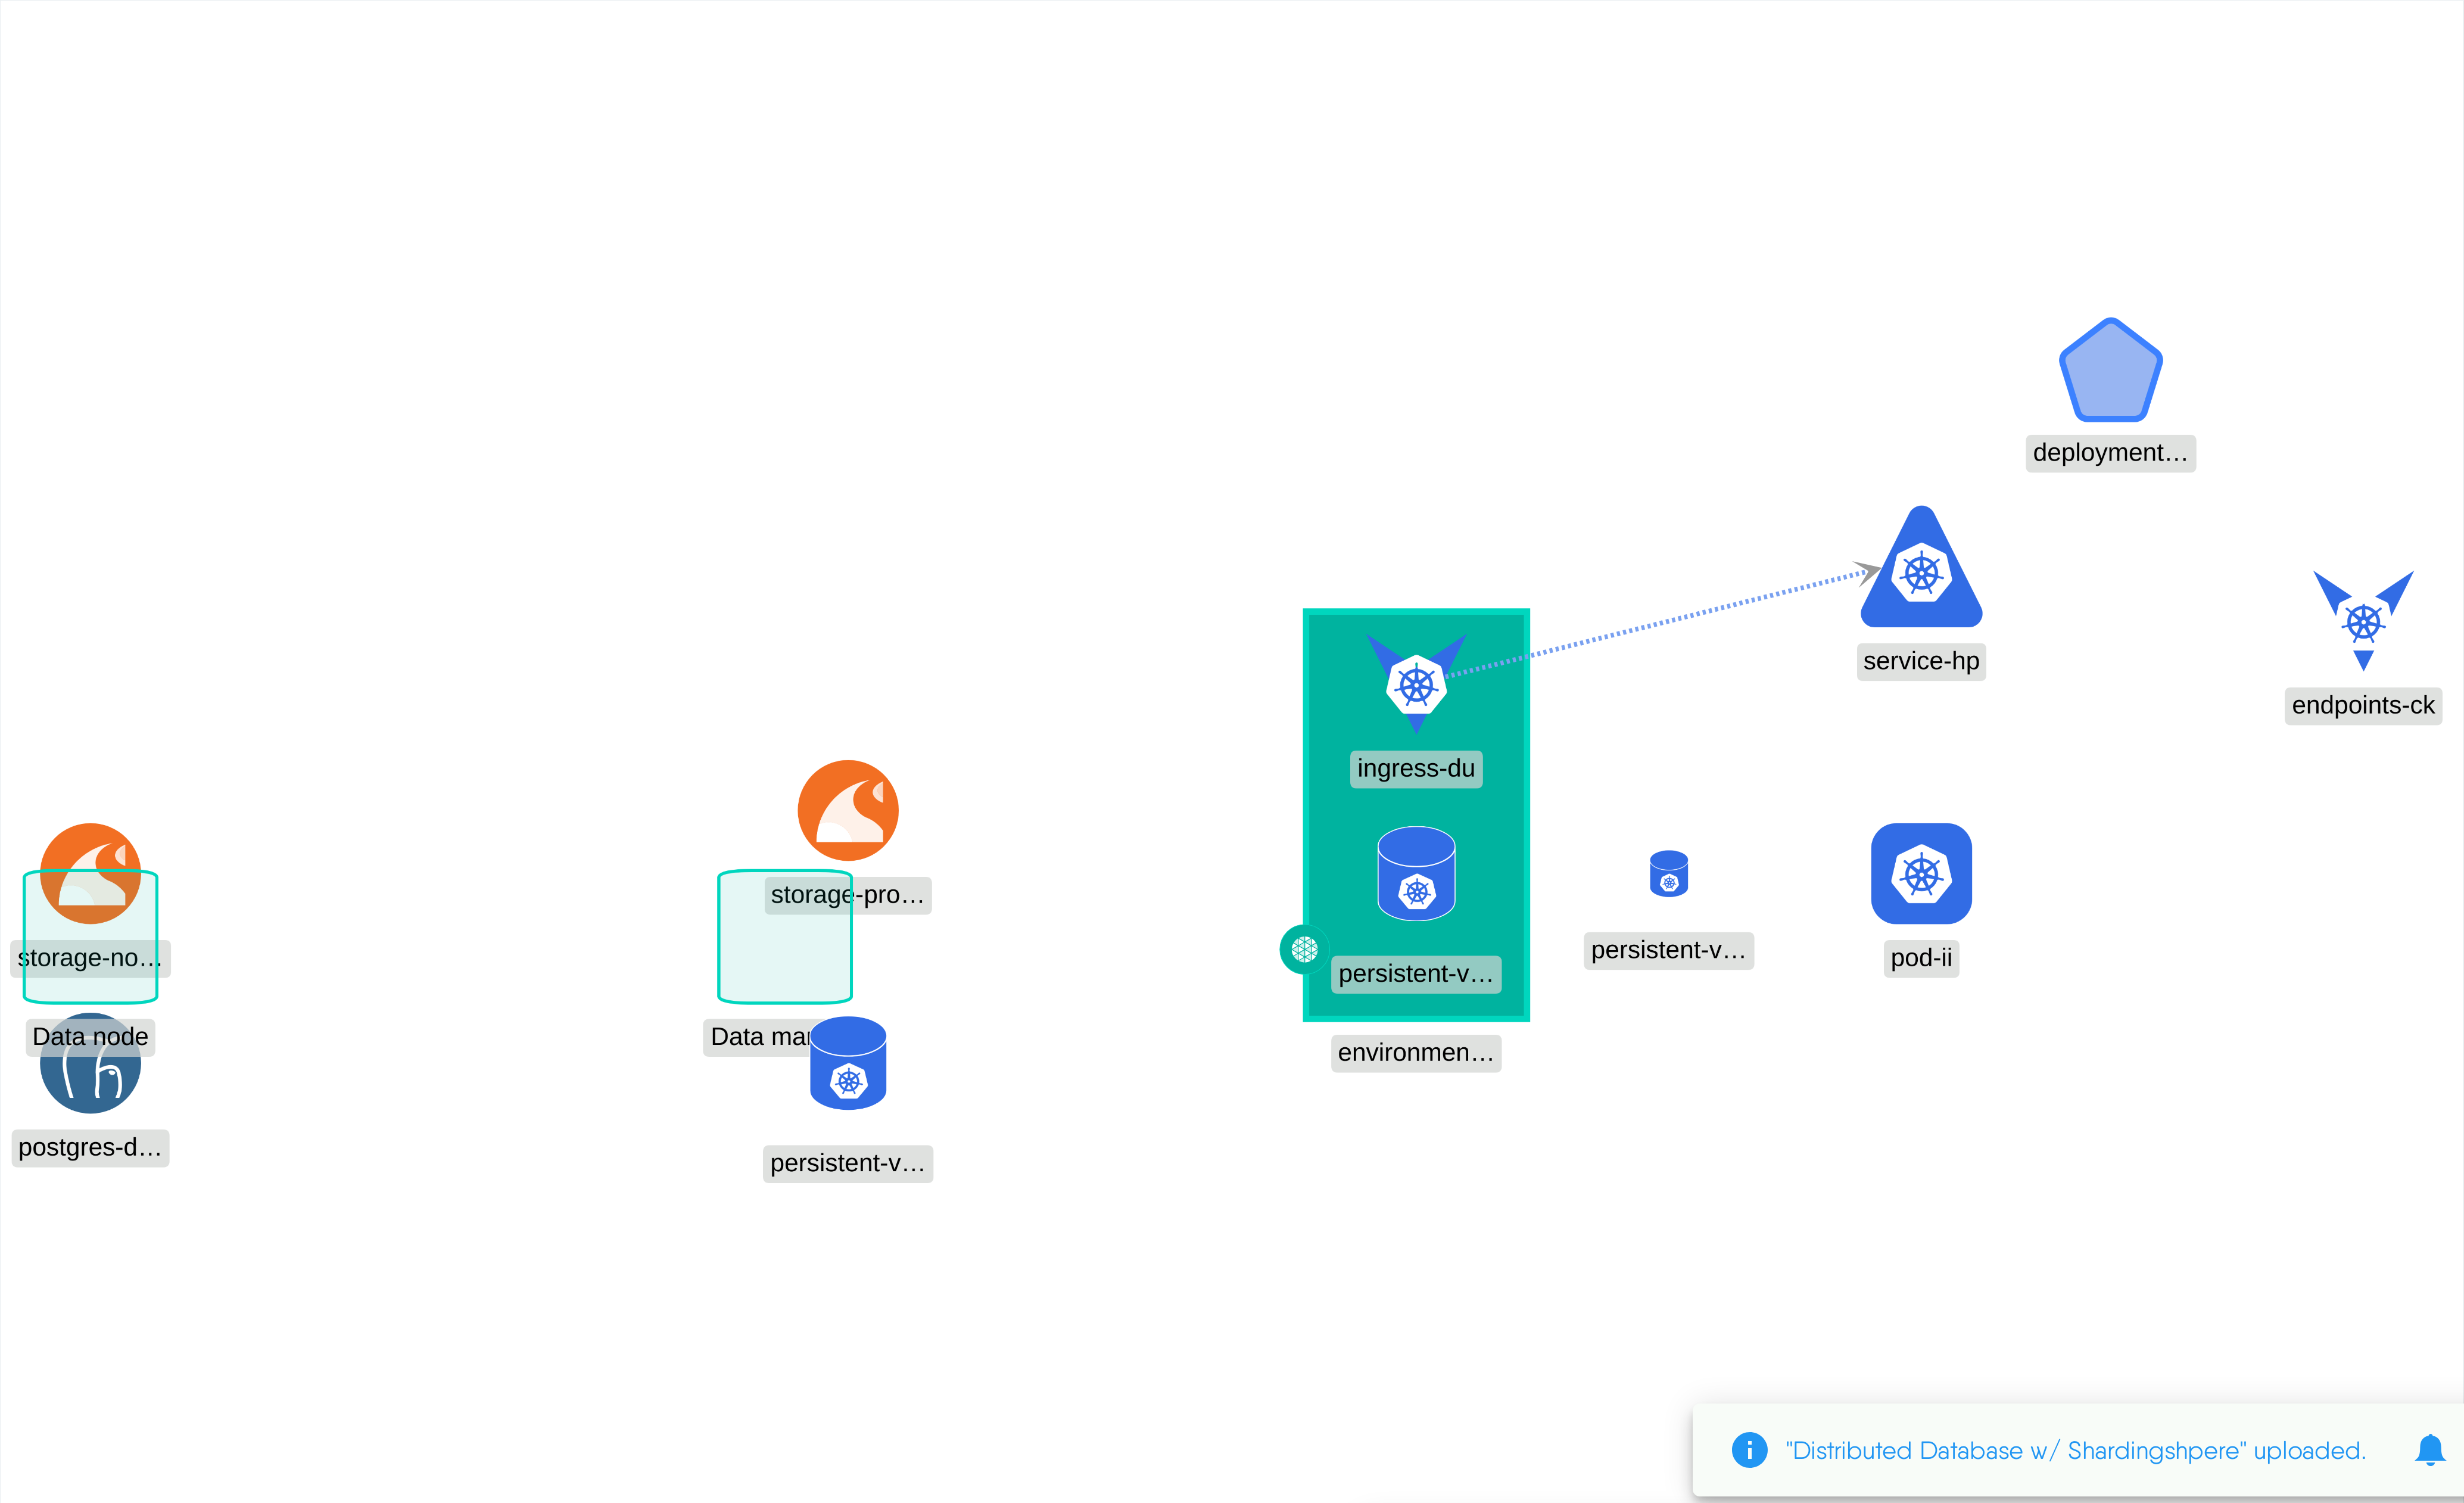 deployment…
service-hp
endpoints-ck
ingress-du
storage-pro…
persistent-v…
persistent-v…
pod-ii
storage-no…
Data node
Data mar
environmen…
postgres-d…
persistent-v…
"Distributed Database w/ Shardingshpere" uploaded.